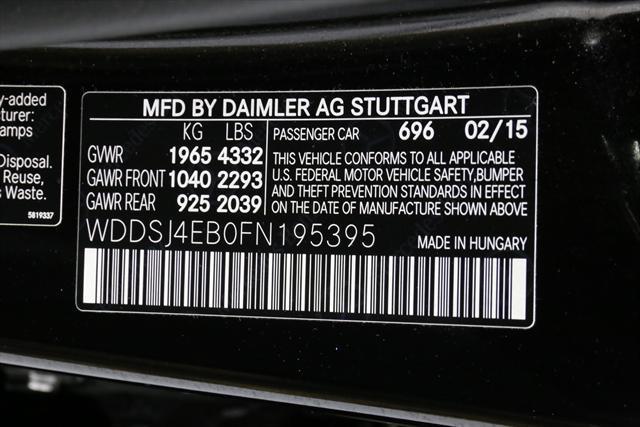 y-added
urer:
amps
Disposal.
Reuse,
s Waste.
5819337
MFD BY DAIMLER AG STUTTGART
KG LBS PASSENGER CAR 696 02/15
GVWR 1965 4332 THIS VEHICLE CONFORMS TO ALL APPLICABLE
GAWR FRONT 1040 2293 U.S. FEDERAL MOTOR VEHICLE SAFETY,BUMPER
GAWR REAR 925 2039 AND THEFT PREVENTION STANDARDS IN EFFECT
ON THE DATE OF MANUFACTURE SHOWN ABOVE
WDDSJ4EB0FN195395 MADE IN HUNGARY